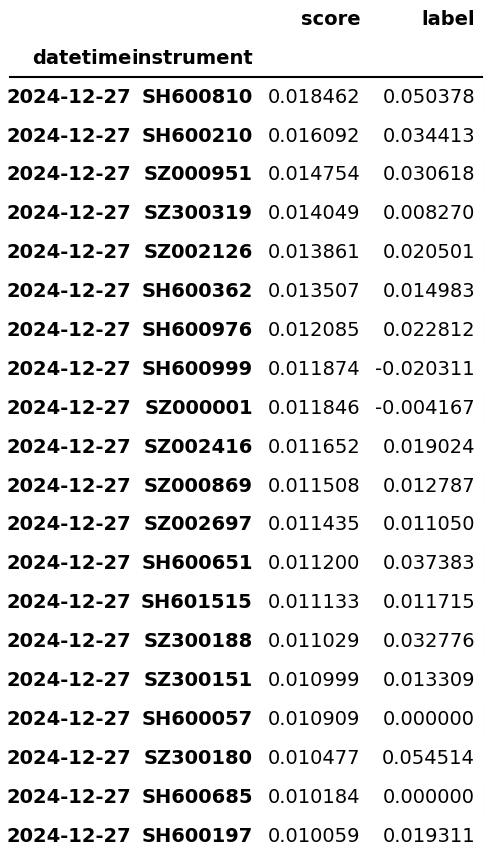 score label
datetime instrument
2024-12-27 SH600810 0.018462 0.050378
2024-12-27 SH600210 0.016092 0.034413
2024-12-27 SZ000951 0.014754 0.030618
2024-12-27 SZ300319 0.014049 0.008270
2024-12-27 SZ002126 0.013861 0.020501
2024-12-27 SH600362 0.013507 0.014983
2024-12-27 SH600976 0.012085 0.022812
2024-12-27 SH600999 0.011874 -0.020311
2024-12-27 SZ000001 0.011846 -0.004167
2024-12-27 SZ002416 0.011652 0.019024
2024-12-27 SZ000869 0.011508 0.012787
2024-12-27 SZ002697 0.011435 0.011050
2024-12-27 SH600651 0.011200 0.037383
2024-12-27 SH601515 0.011133 0.011715
2024-12-27 SZ300188 0.011029 0.032776
2024-12-27 SZ300151 0.010999 0.013309
2024-12-27 SH600057 0.010909 0.000000
2024-12-27 SZ300180 0.010477 0.054514
2024-12-27 SH600685 0.010184 0.000000
2024-12-27 SH600197 0.010059 0.019311